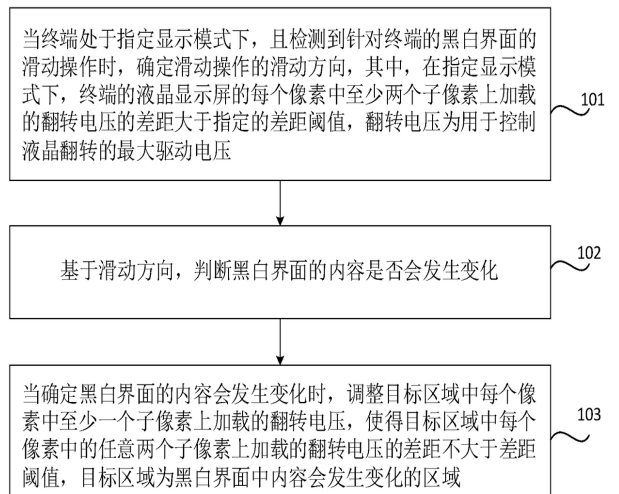 当终端处于指定显示模式下，且检测到针对终端的黑白界面的
滑动操作时，确定滑动操作的滑动方向，其中，在指定显示模
式下，终端的液晶显示屏的每个像素中至少两个子像素上加载
的翻转电压的差距大于指定的差距阈值，翻转电压为用于控制
液晶翻转的最大驱动电压
101
基于滑动方向，判断黑白界面的内容是否会发生变化
102
当确定黑白界面的内容会发生变化时，调整目标区域中每个像
素中至少一个子像素上加载的翻转电压，使得目标区域中每个
像素中的任意两个子像素上加载的翻转电压的差距不大于差距
阈值，目标区域为黑白界面中内容会发生变化的区域
103